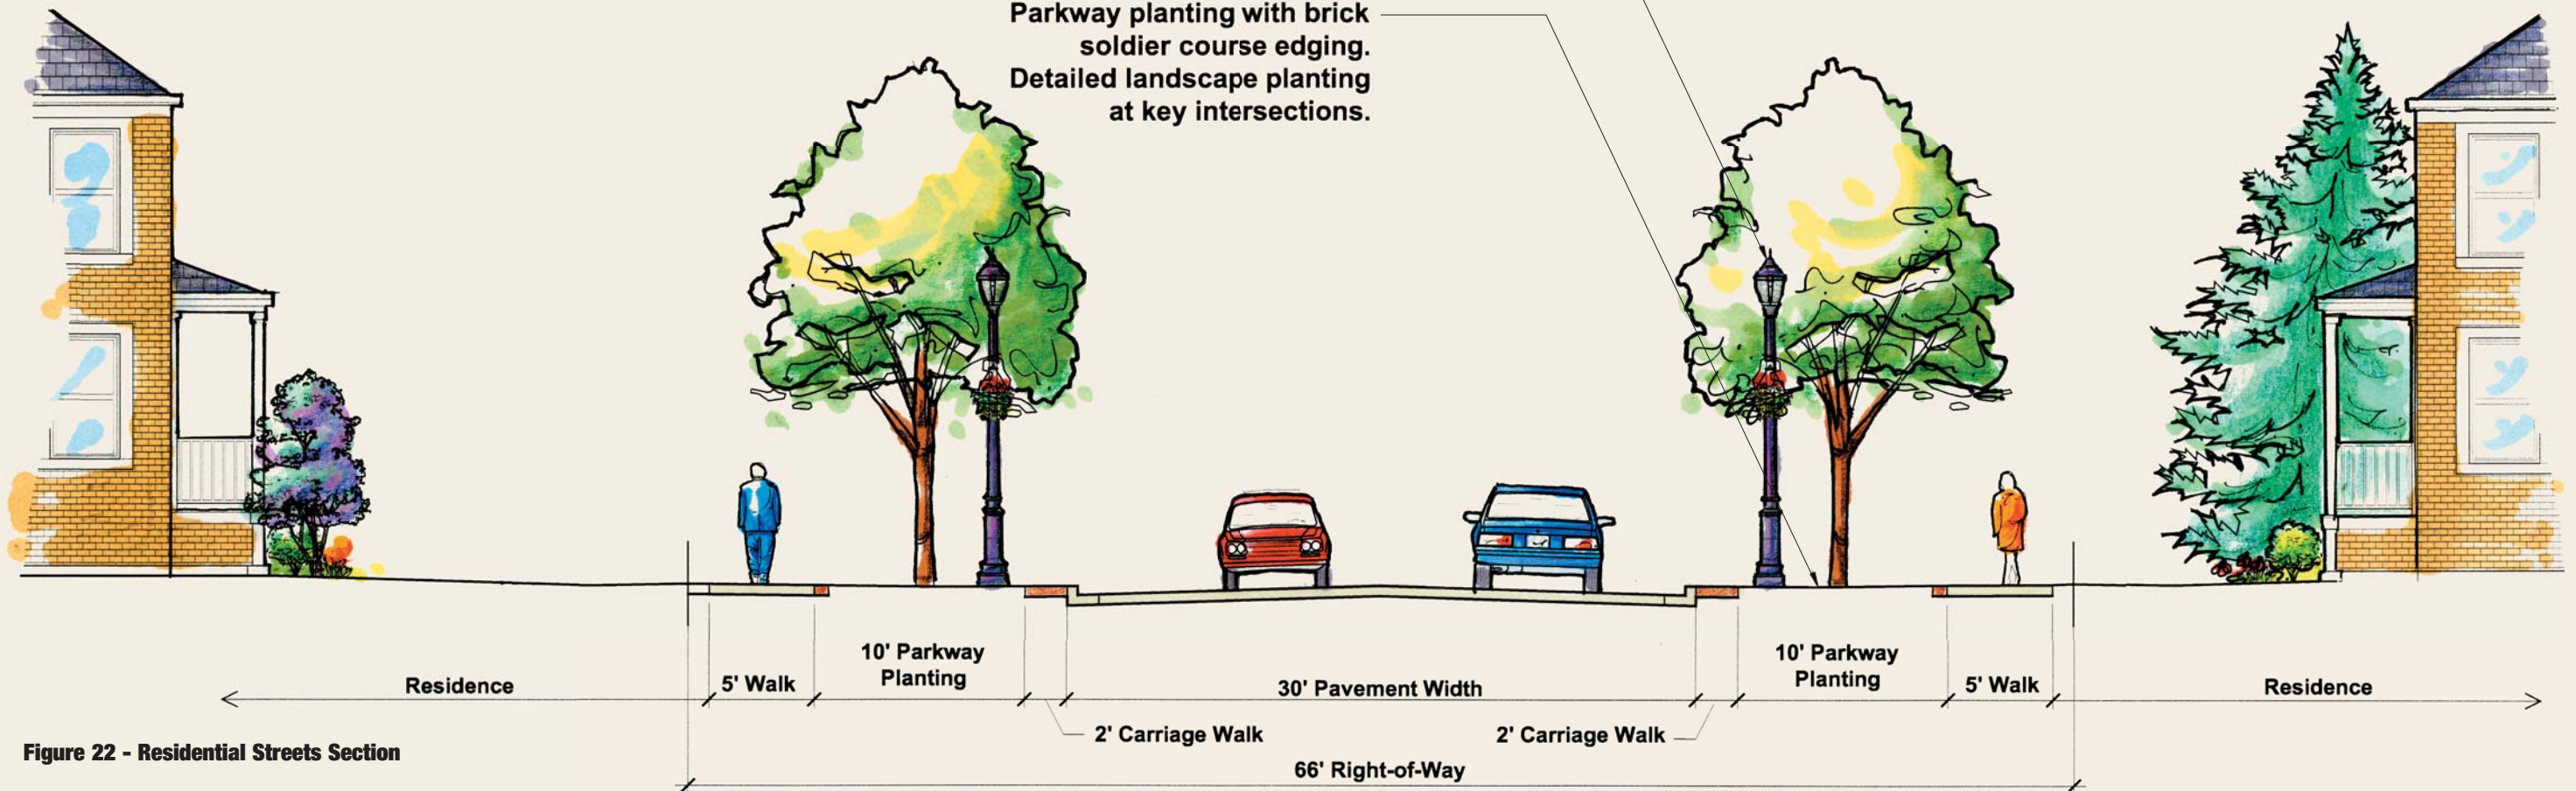 Parkway planting with brick
soldier course edging.
Detailed landscape planting
at key intersections.
Residence
5' Walk
10' Parkway
Planting
30' Pavement Width
10' Parkway
Planting
5' Walk
Residence
2' Carriage Walk
2' Carriage Walk
Figure 22 - Residential Streets Section
66' Right-of-Way